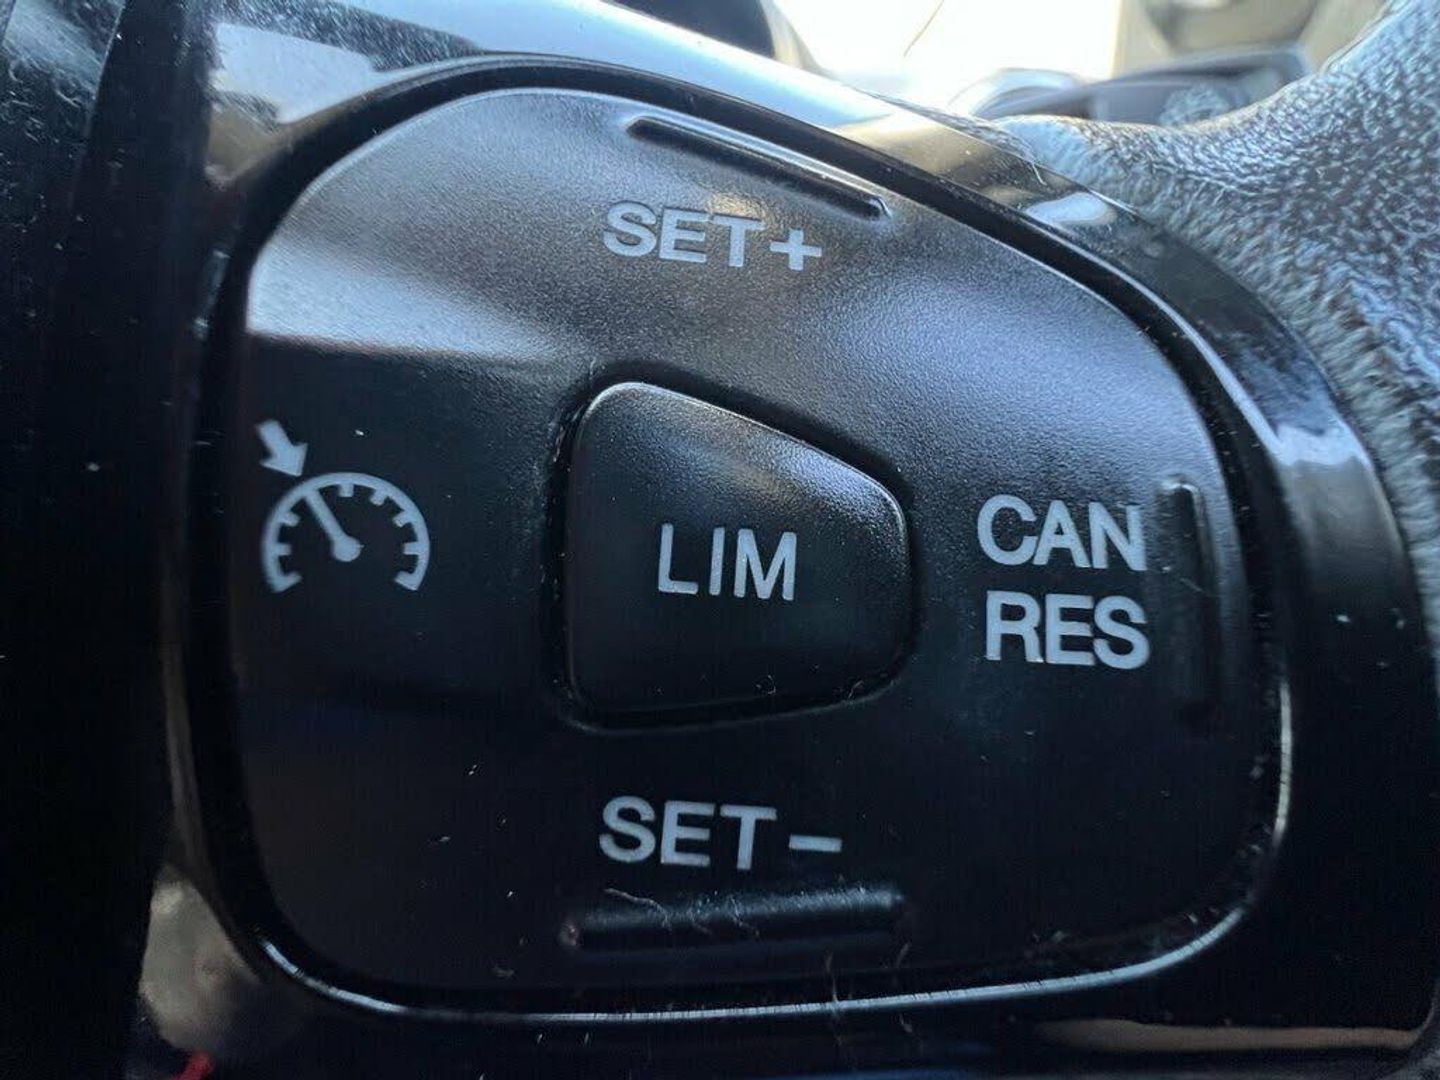 SET+
LIM
CAN
RES
SET-